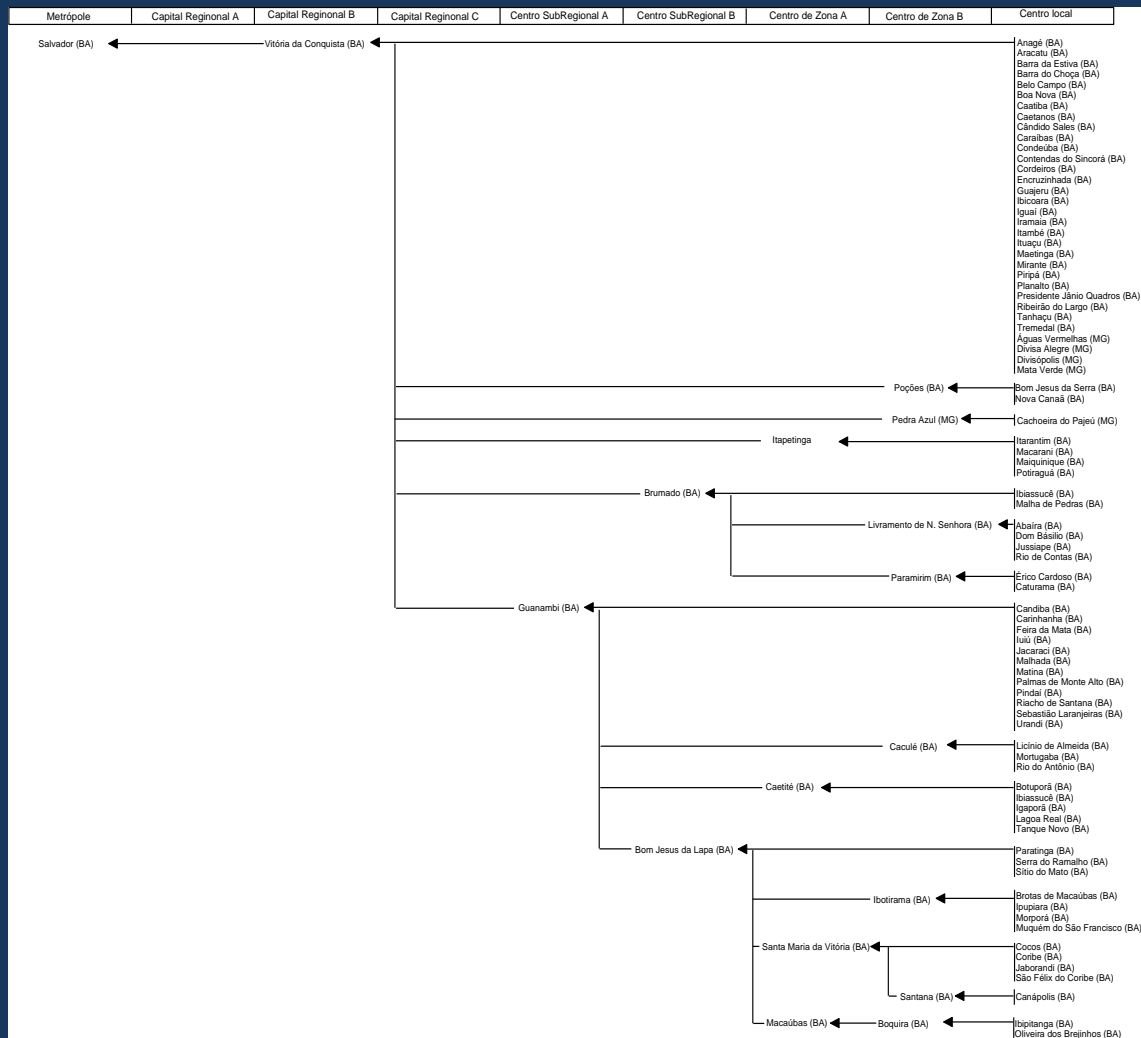 Metrópole Capital Reginonal A Capital Reginonal B Capital Reginonal C Centro SubRegional A Centro SubRegional B Centro de Zona A Centro de Zona B Centro local
Salvador (BA) Vitória da Conquista (BA) Anagé (BA)
Aracatu (BA)
Barra da Estiva (BA)
Barra do Choça (BA)
Belo Campo (BA)
Boa Nova (BA)
Caatiba (BA)
Caetanos (BA)
Cândido Sales (BA)
Caraíbas (BA)
Condeúba (BA)
Contendas do Sincorá (BA)
Cordeiros (BA)
Encruzinhada (BA)
Guajeru (BA)
Ibicoara (BA)
Iguaí (BA)
Iramaia (BA)
Itambé (BA)
Ituaçu (BA)
Maetinga (BA)
Mirante (BA)
Piripá (BA)
Planalto (BA)
Presidente Jânio Quadros (BA)
Ribeirão do Largo (BA)
Tanhaçu (BA)
Tremedal (BA)
Águas Vermelhas (MG)
Divisa Alegre (MG)
Divisópolis (MG)
Mata Verde (MG)
Poções (BA) Bom Jesus da Serra (BA)
Nova Canaã (BA)
Pedra Azul (MG) Cachoeira do Pajeú (MG)
Itapetinga Itarantim (BA)
Macarani (BA)
Maiquinique (BA)
Potiraguá (BA)
Brumado (BA) Ibiassucê (BA)
Malha de Pedras (BA)
Livramento de N. Senhora (BA) Abaíra (BA)
Dom Básilio (BA)
Jussiape (BA)
Rio de Contas (BA)
Paramirim (BA) Érico Cardoso (BA)
Caturama (BA)
Guanambi (BA) Candiba (BA)
Carinhanha (BA)
Feira da Mata (BA)
Iuiú (BA)
Jacaraci (BA)
Malhada (BA)
Matina (BA)
Palmas de Monte Alto (BA)
Pindaí (BA)
Riacho de Santana (BA)
Sebastião Laranjeiras (BA)
Urandi (BA)
Caculé (BA) Licínio de Almeida (BA)
Mortugaba (BA)
Rio do Antônio (BA)
Caetité (BA) Botuporã (BA)
Ibiassucê (BA)
Igaporã (BA)
Lagoa Real (BA)
Tanque Novo (BA)
Bom Jesus da Lapa (BA) Paratinga (BA)
Serra do Ramalho (BA)
Sítio do Mato (BA)
Ibotirama (BA) Brotas de Macaúbas (BA)
Ipupiara (BA)
Morporá (BA)
Muquém do São Francisco (BA)
Santa Maria da Vitória (BA) Cocos (BA)
Coribe (BA)
Jaborandi (BA)
São Félix do Coribe (BA)
Santana (BA) Canápolis (BA)
Macaúbas (BA) Boquira (BA) Ibipitanga (BA)
Oliveira dos Brejinhos (BA)